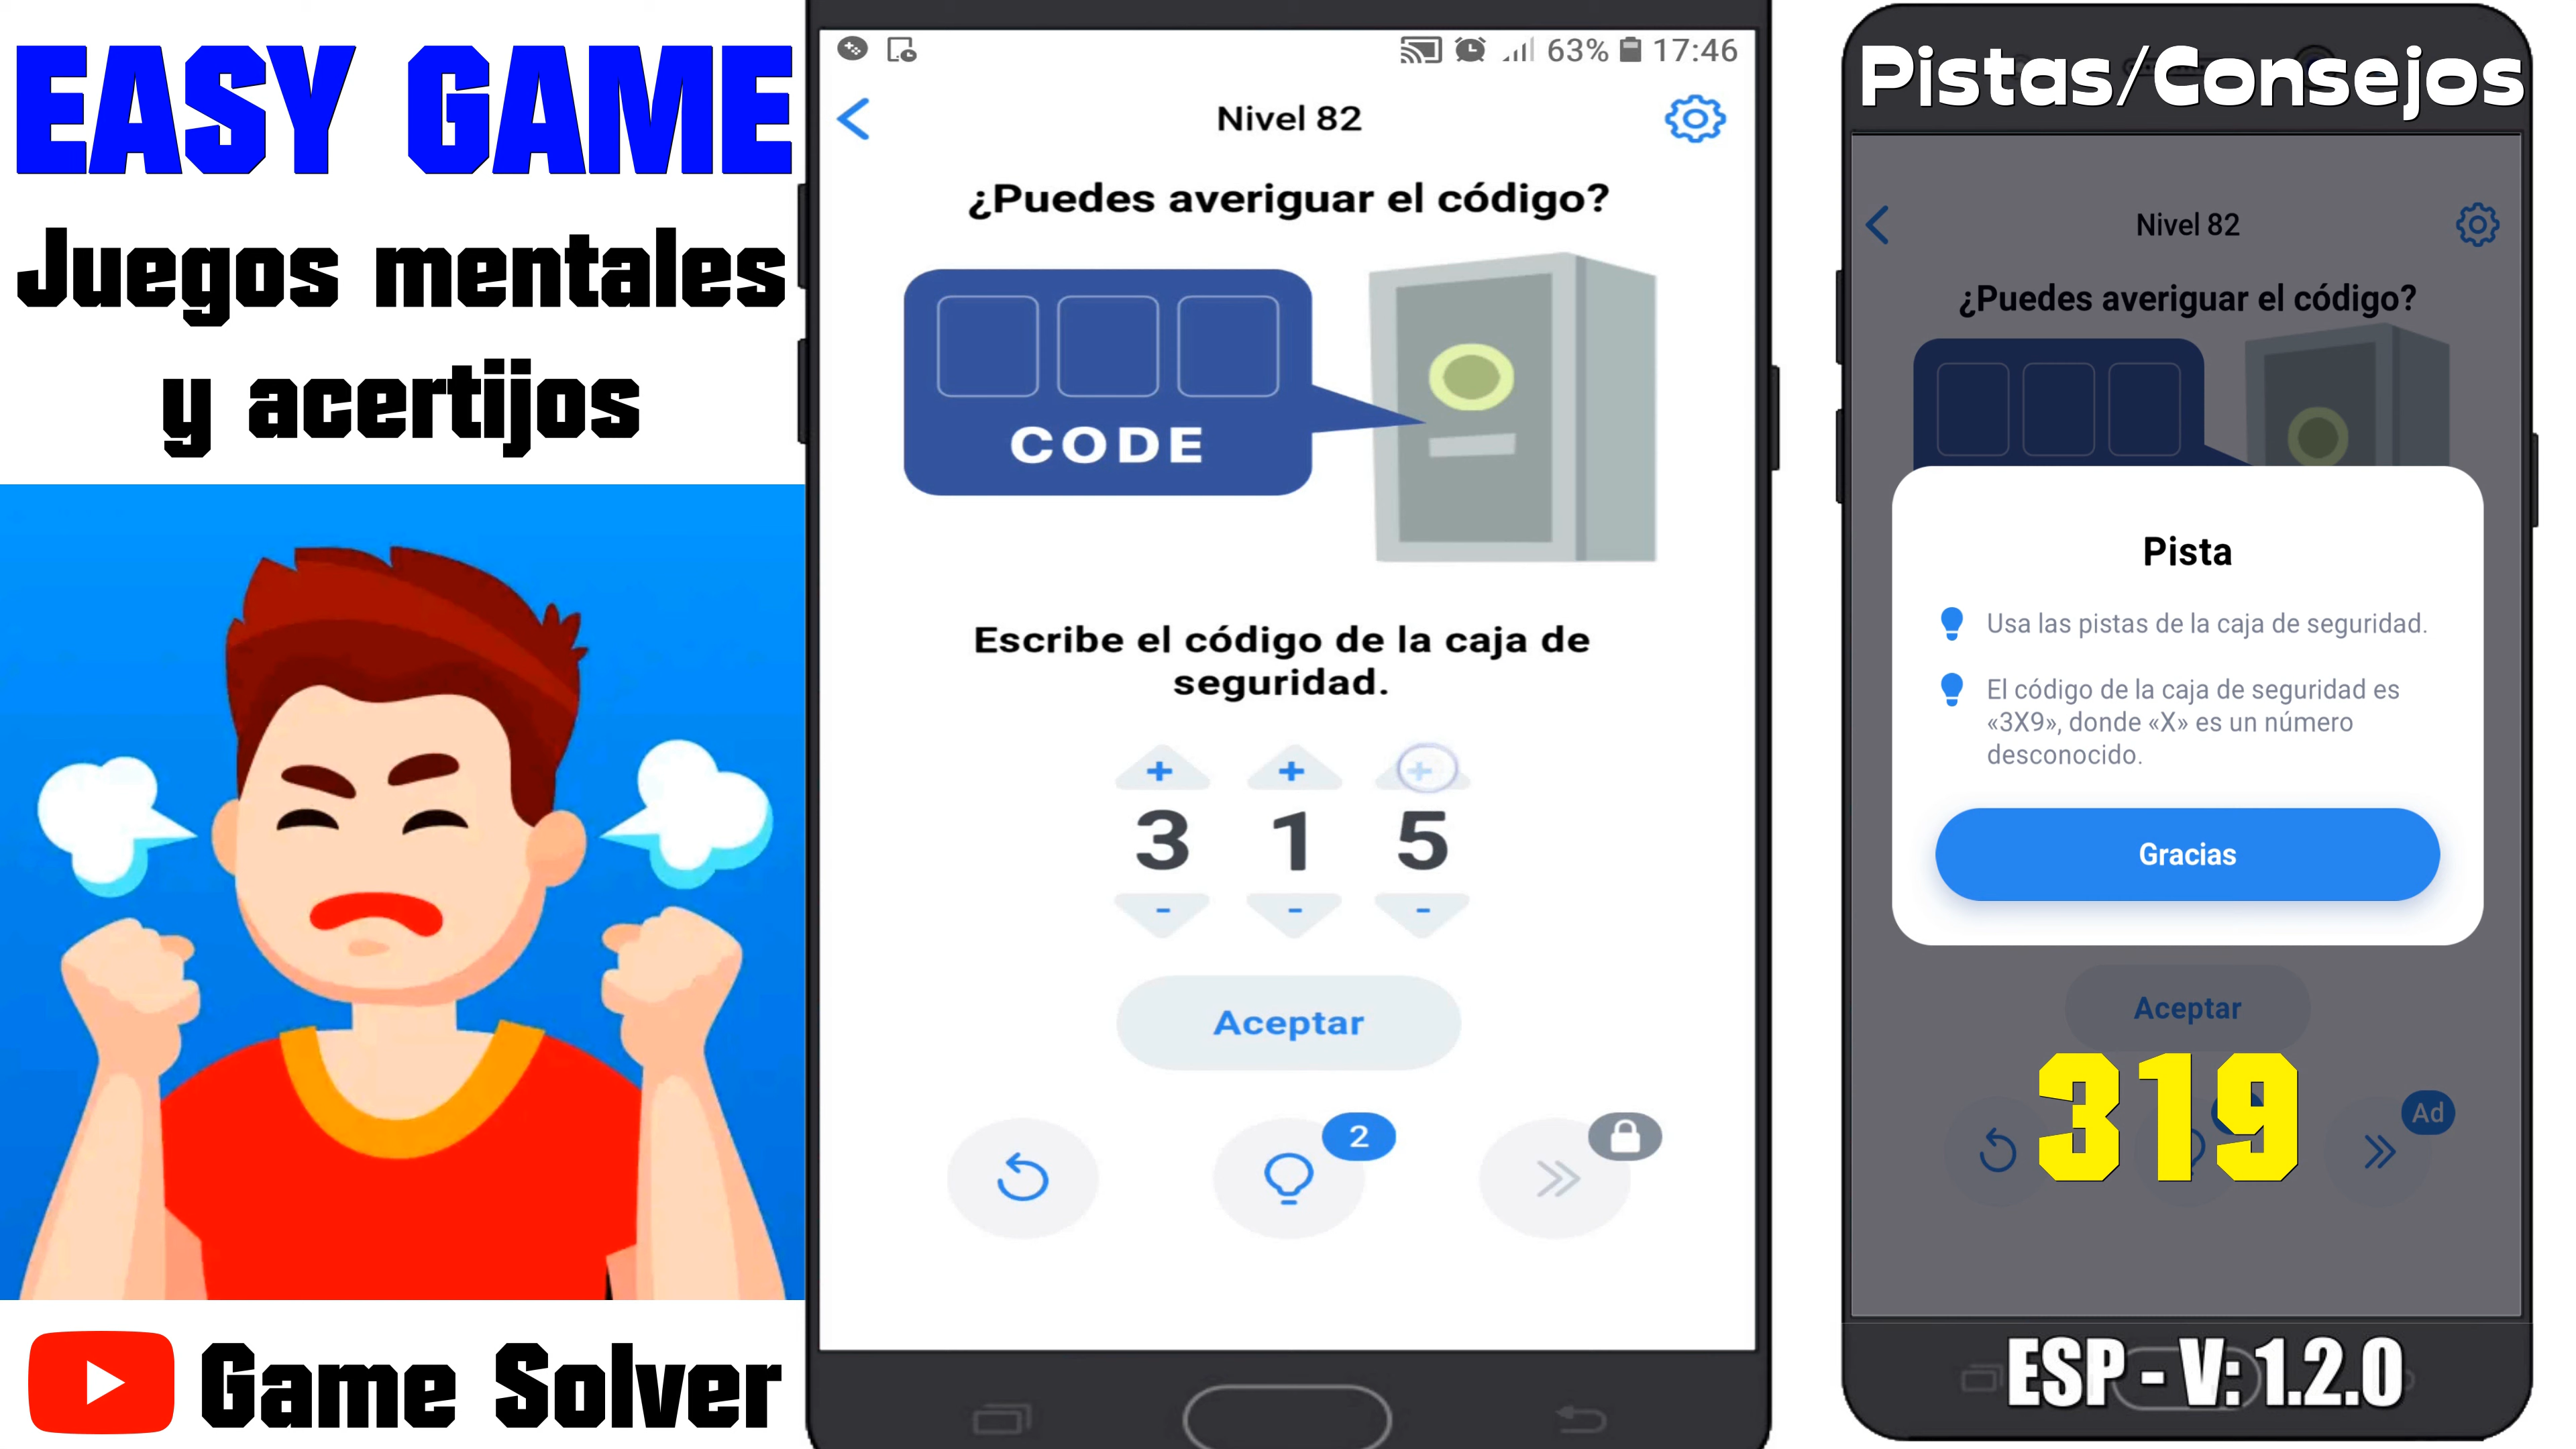 EASY GAME
Juegos mentales
y acertijos
Game Solver
63% 17:46
Nivel 82
¿Puedes averiguar el código?
CODE
Escribe el código de la caja de
seguridad.
+ + +
3 1 5
- - -
Aceptar
2
Pistas/Consejos
Nivel 82
¿Puedes averiguar el código?
Pista
Usa las pistas de la caja de seguridad.
El código de la caja de seguridad es
«3X9», donde «X» es un número
desconocido.
Gracias
Aceptar
319
Ad
ESP - V: 1.2.0